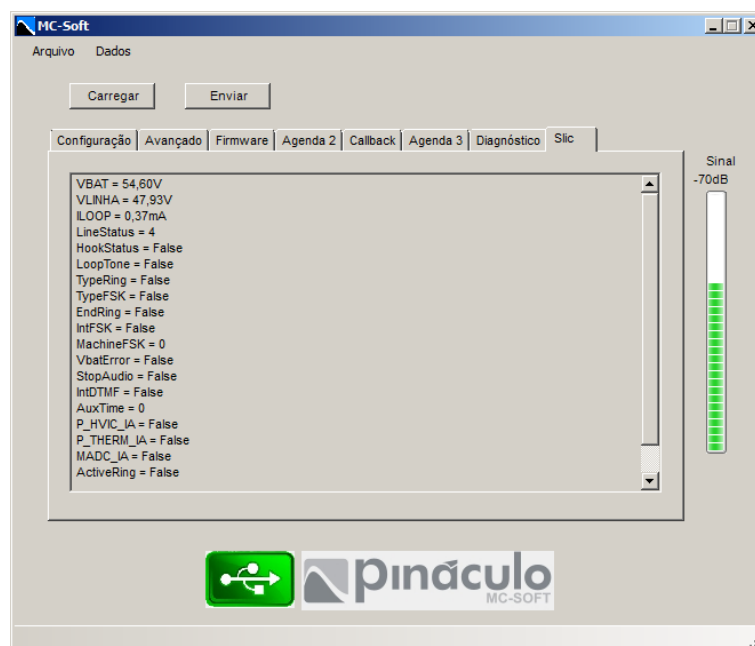 MC-Soft
Arquivo Dados
Carregar Enviar
Configuração Avançado Firmware Agenda 2 Callback Agenda 3 Diagnóstico Slic
Sinal
-70dB
VBAT = 54,60V
VLINHA = 47,93V
ILOOP = 0,37mA
LineStatus = 4
HookStatus = False
LoopTone = False
TypeRing = False
TypeFSK = False
EndRing = False
IntFSK = False
MachineFSK = 0
VbatError = False
StopAudio = False
IntDTMF = False
AuxTime = 0
P_HVIC_IA = False
P_THERM_IA = False
MADC_IA = False
ActiveRing = False
pináculo
MC-SOFT